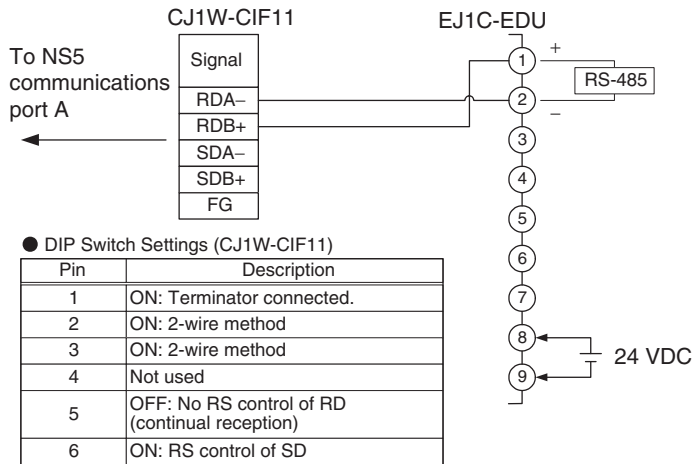 CJ1W-CIF11
EJ1C-EDU
To NS5
communications
port A
Signal
RDA−
RDB+
SDA−
SDB+
FG
1
2
3
4
5
6
7
8
9
+
−
RS-485
24 VDC
● DIP Switch Settings (CJ1W-CIF11)
Pin Description
1 ON: Terminator connected.
2 ON: 2-wire method
3 ON: 2-wire method
4 Not used
5 OFF: No RS control of RD
(continual reception)
6 ON: RS control of SD